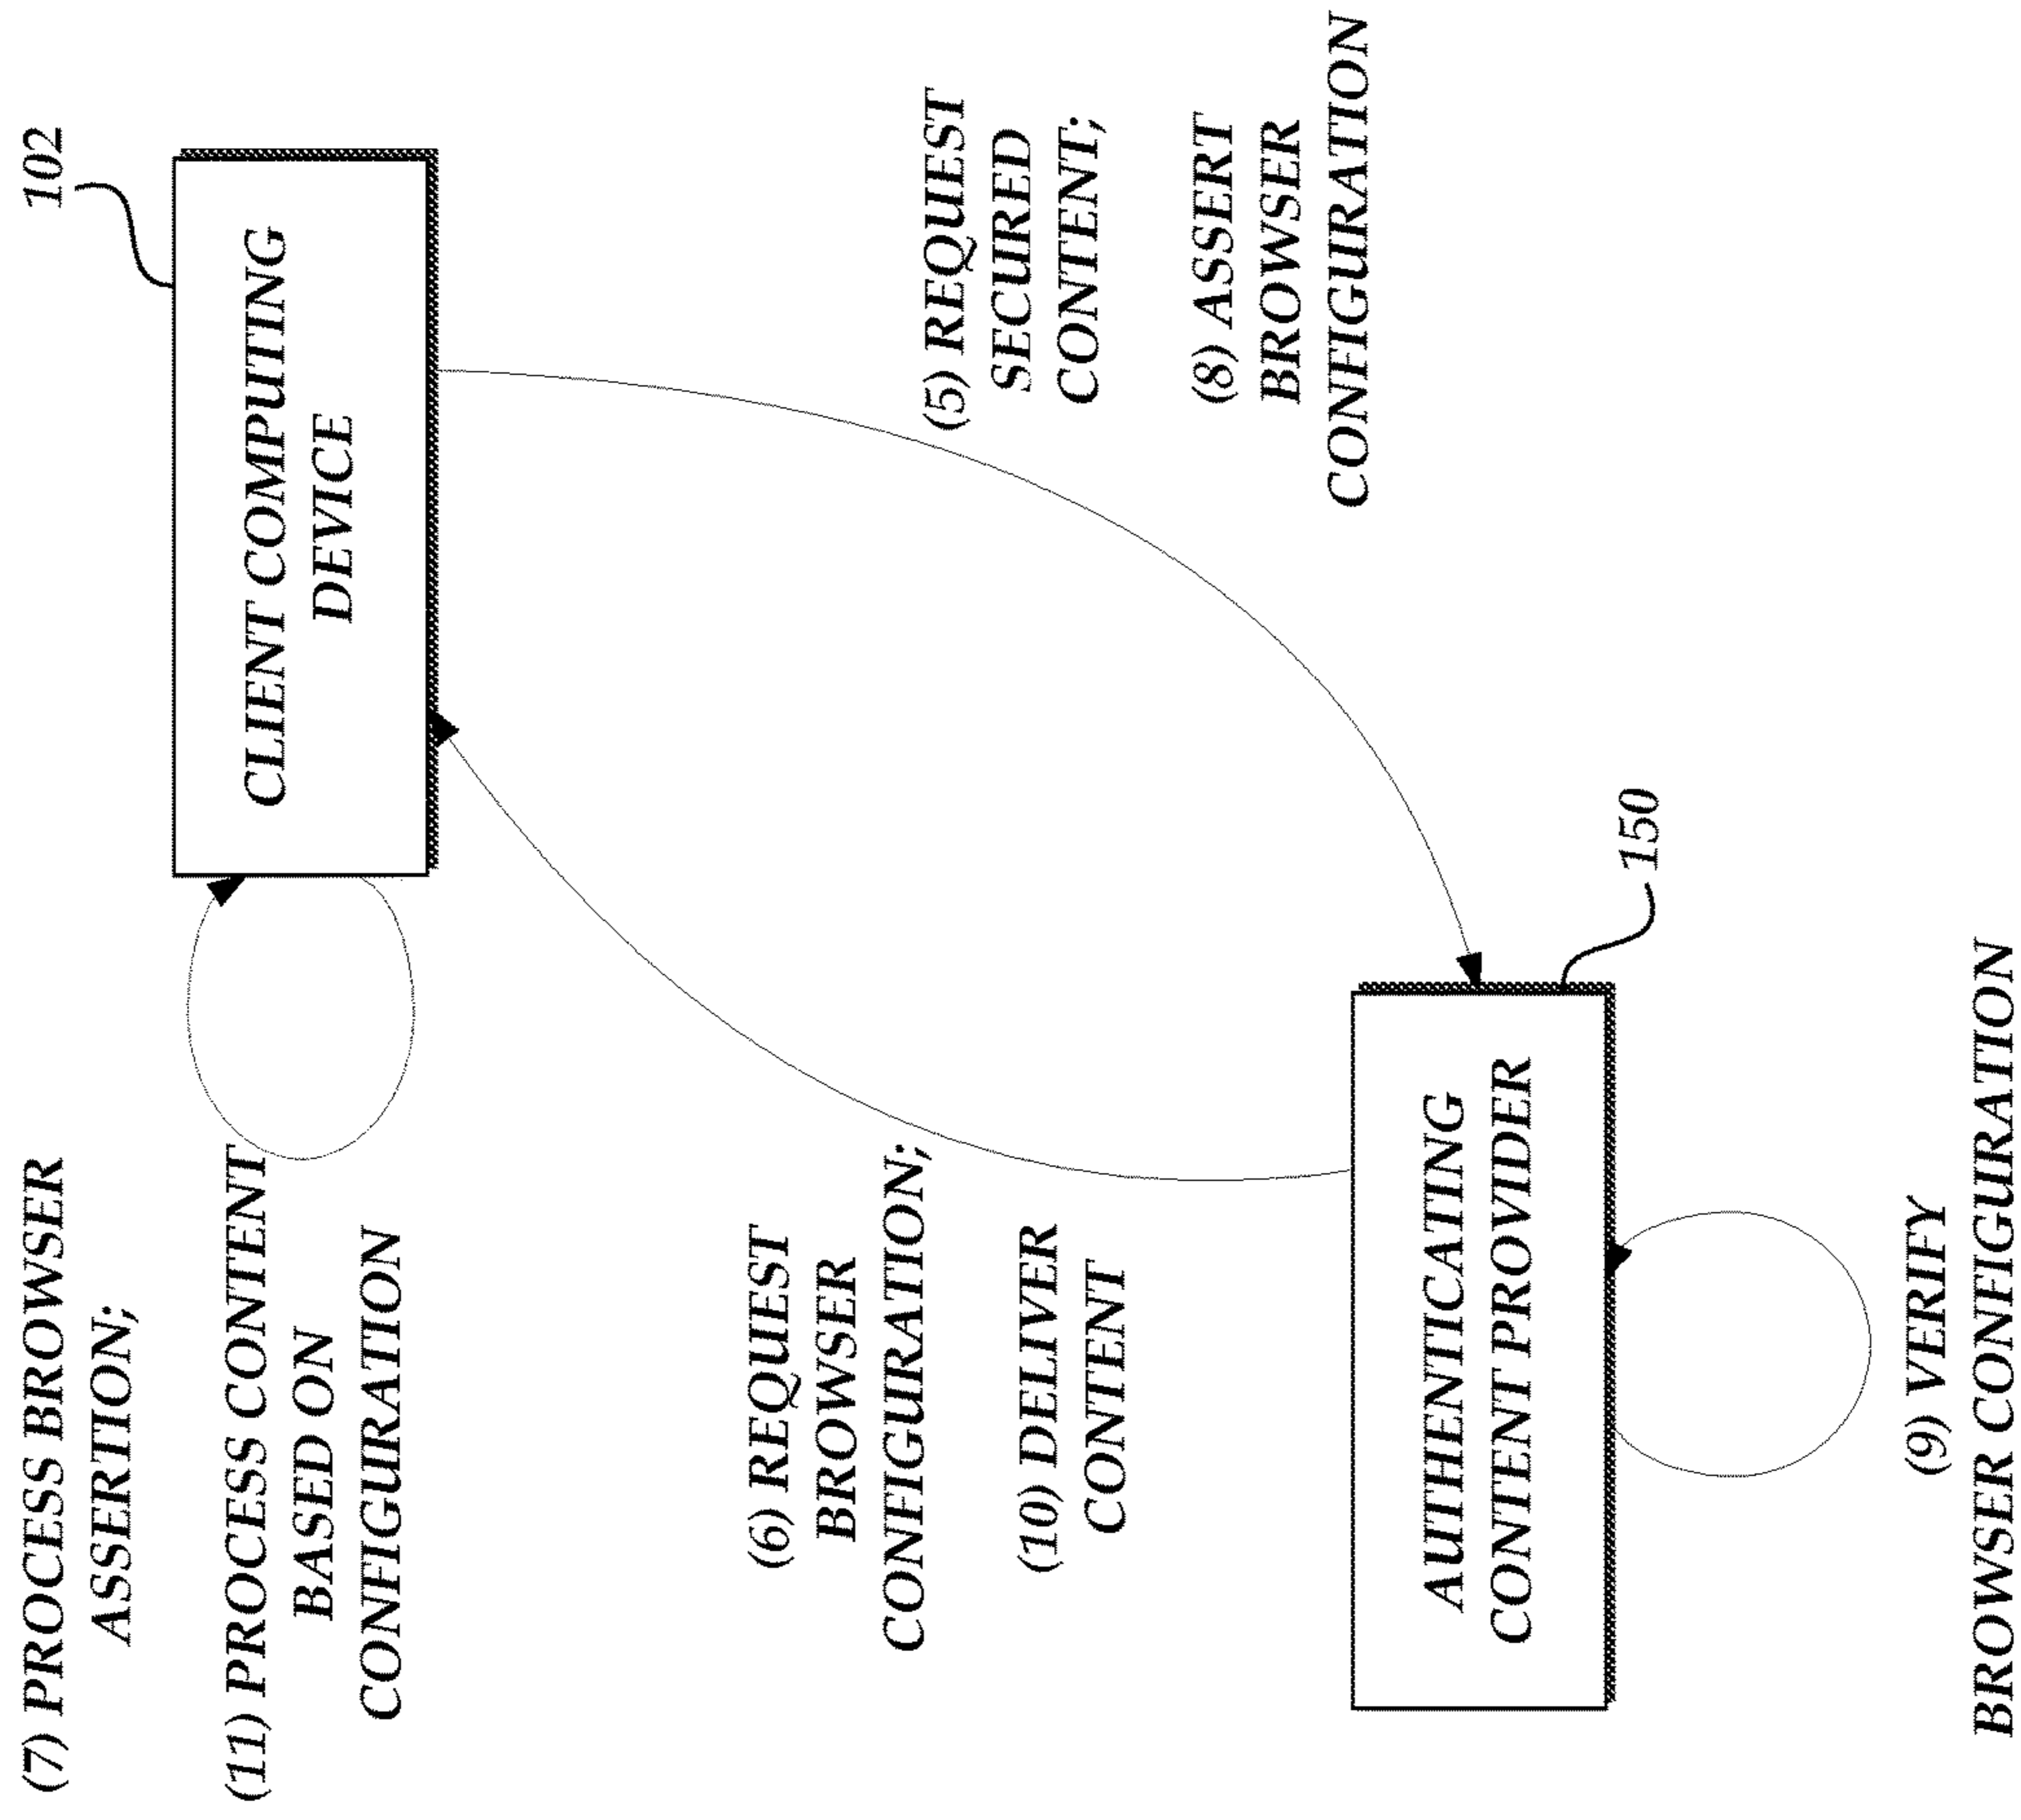 (7) PROCESS BROWSER
ASSERTION;
(11) PROCESS CONTENT
BASED ON
CONFIGURATION
102
CLIENT COMPUTING
DEVICE
(6) REQUEST
BROWSER
CONFIGURATION;
(10) DELIVER
CONTENT
(5) REQUEST
SECURED
CONTENT;
(8) ASSERT
BROWSER
CONFIGURATION
AUTHENTICATING
CONTENT PROVIDER
150
(9) VERIFY
BROWSER CONFIGURATION